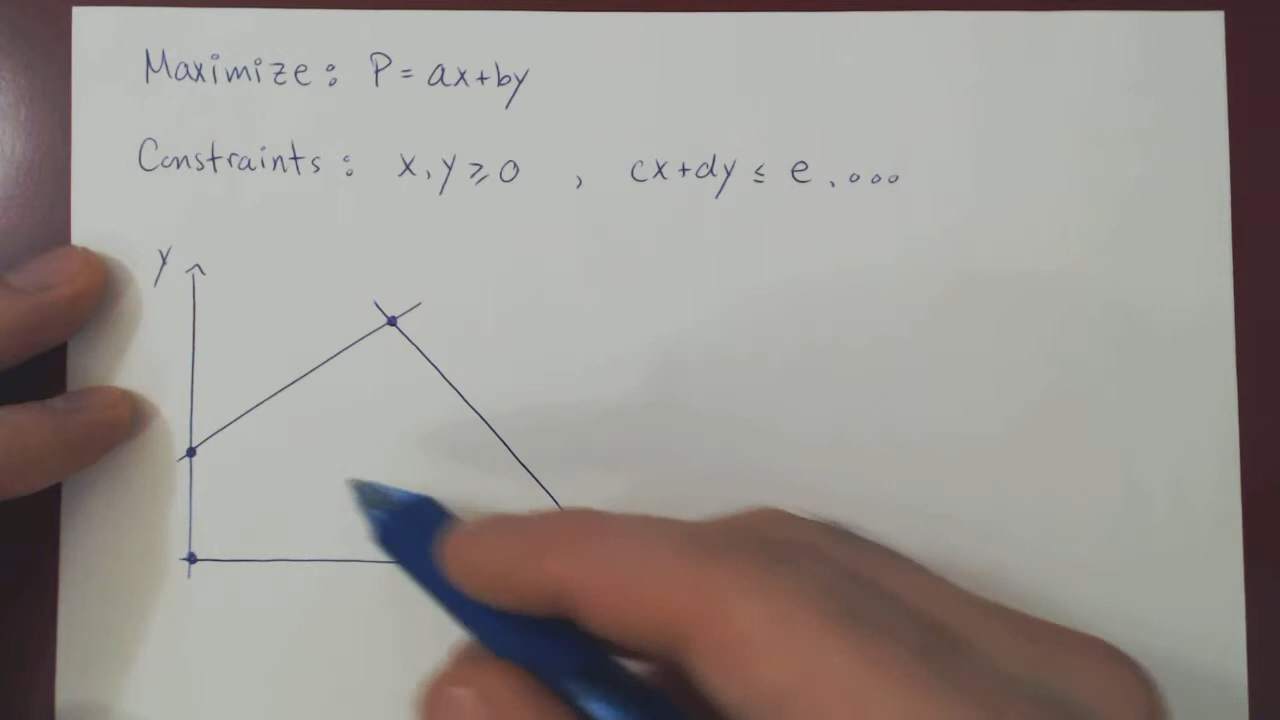 Maximize: P = ax+by
Constraints: x, y ≥ 0 , cx+dy ≤ e, ...
y